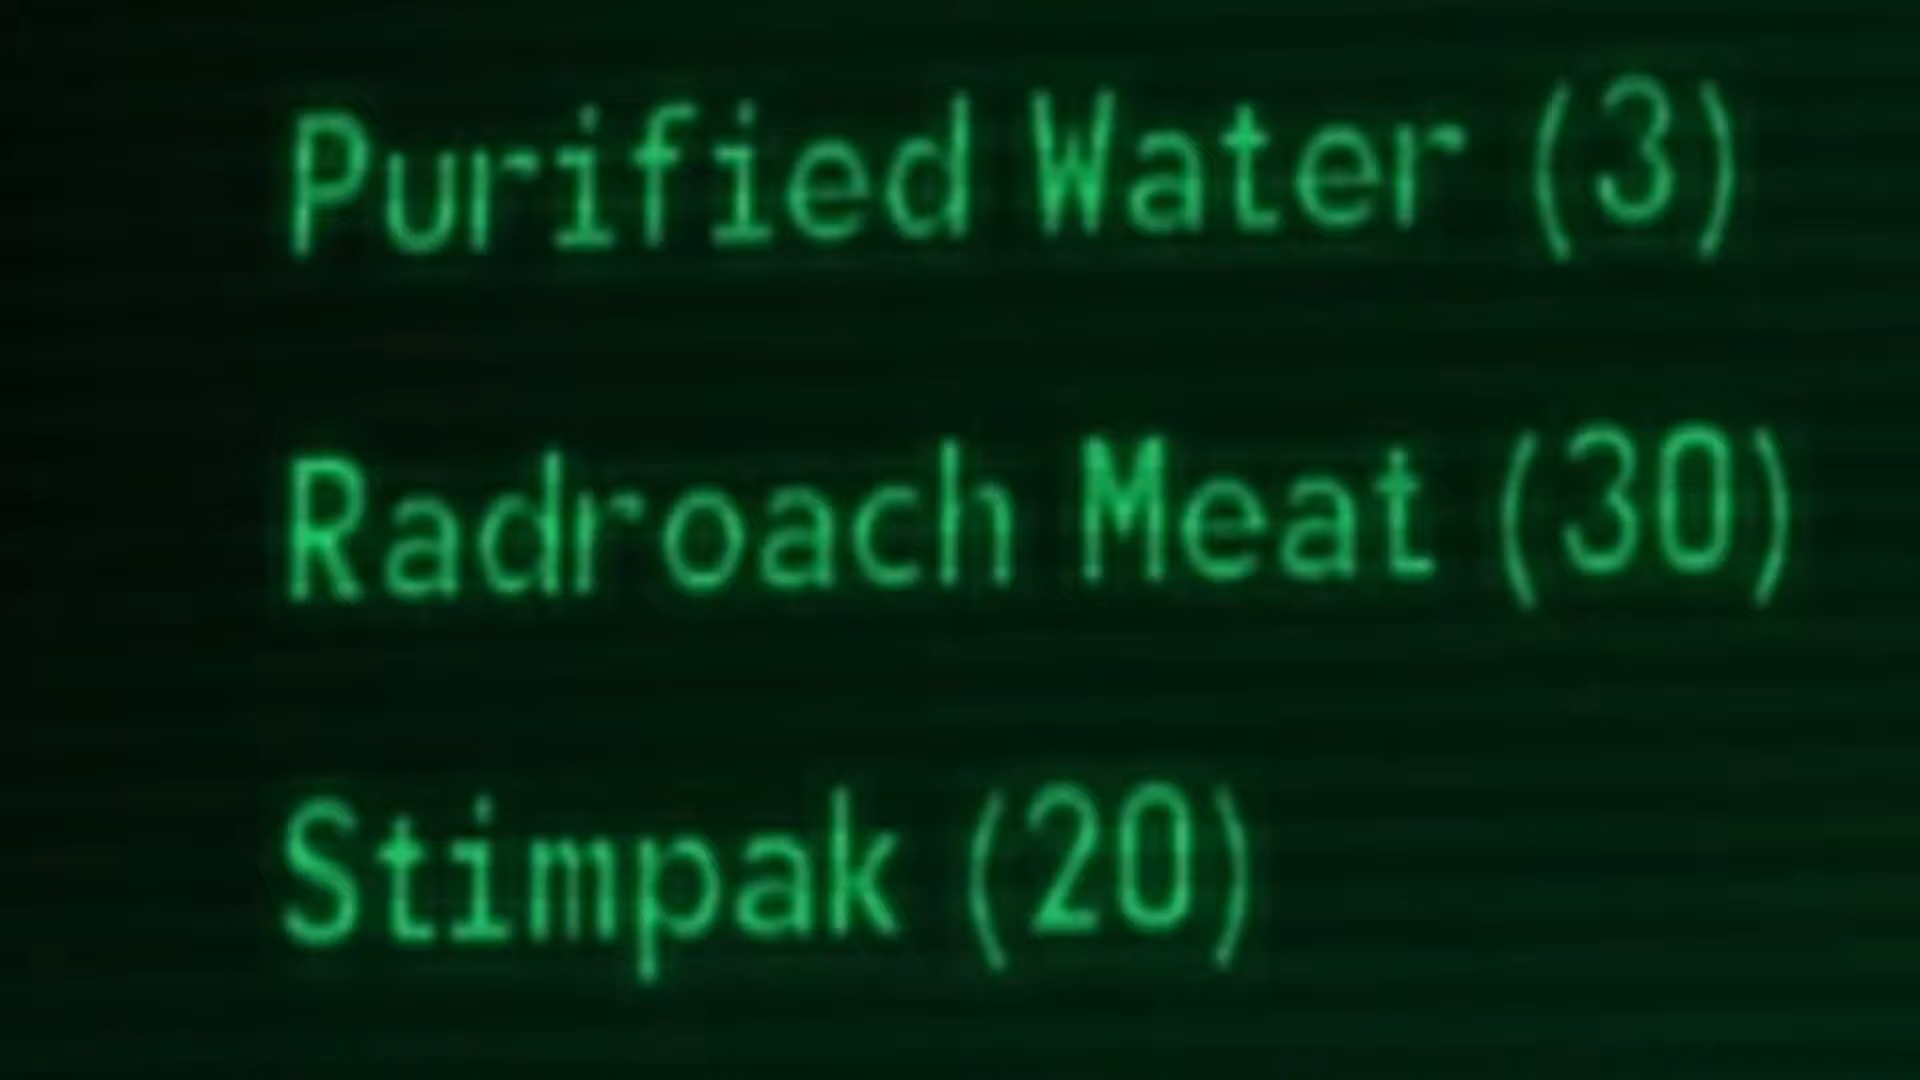 Purified Water (3)
Radroach Meat (30)
Stimpak (20)